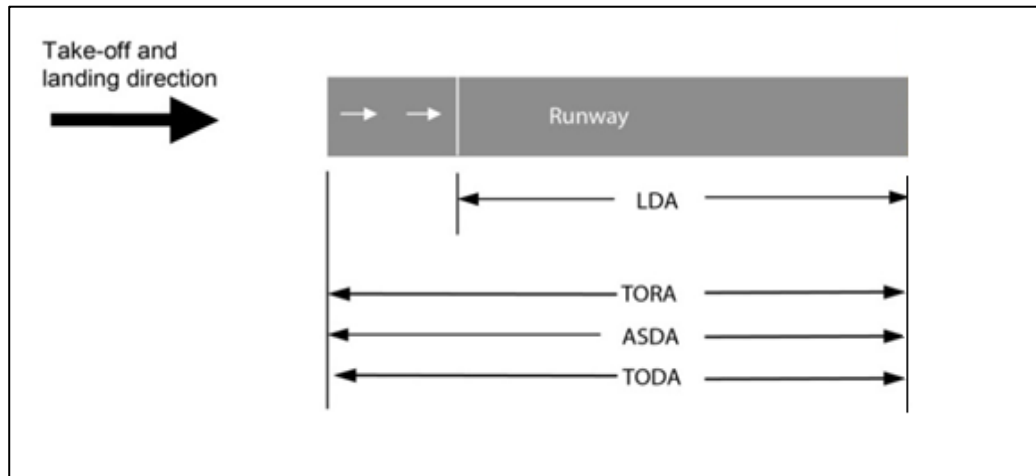 Take-off and
landing direction
Runway
LDA
TORA
ASDA
TODA